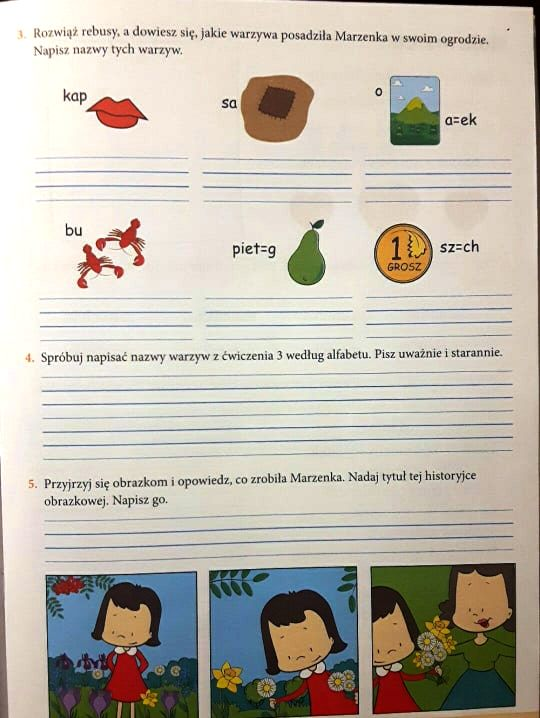 3. Rozwiąż rebusy, a dowiesz się, jakie warzywa posadziła Marzenka w swoim ogrodzie.
Napisz nazwy tych warzyw.
kap
sa
o
a=ek
bu
piet=g
1
GROSZ
sz=ch
4. Spróbuj napisać nazwy warzyw z ćwiczenia 3 według alfabetu. Pisz uważnie i starannie.
5. Przyjrzyj się obrazkom i opowiedz, co zrobiła Marzenka. Nadaj tytuł tej historyjce
obrazkowej. Napisz go.